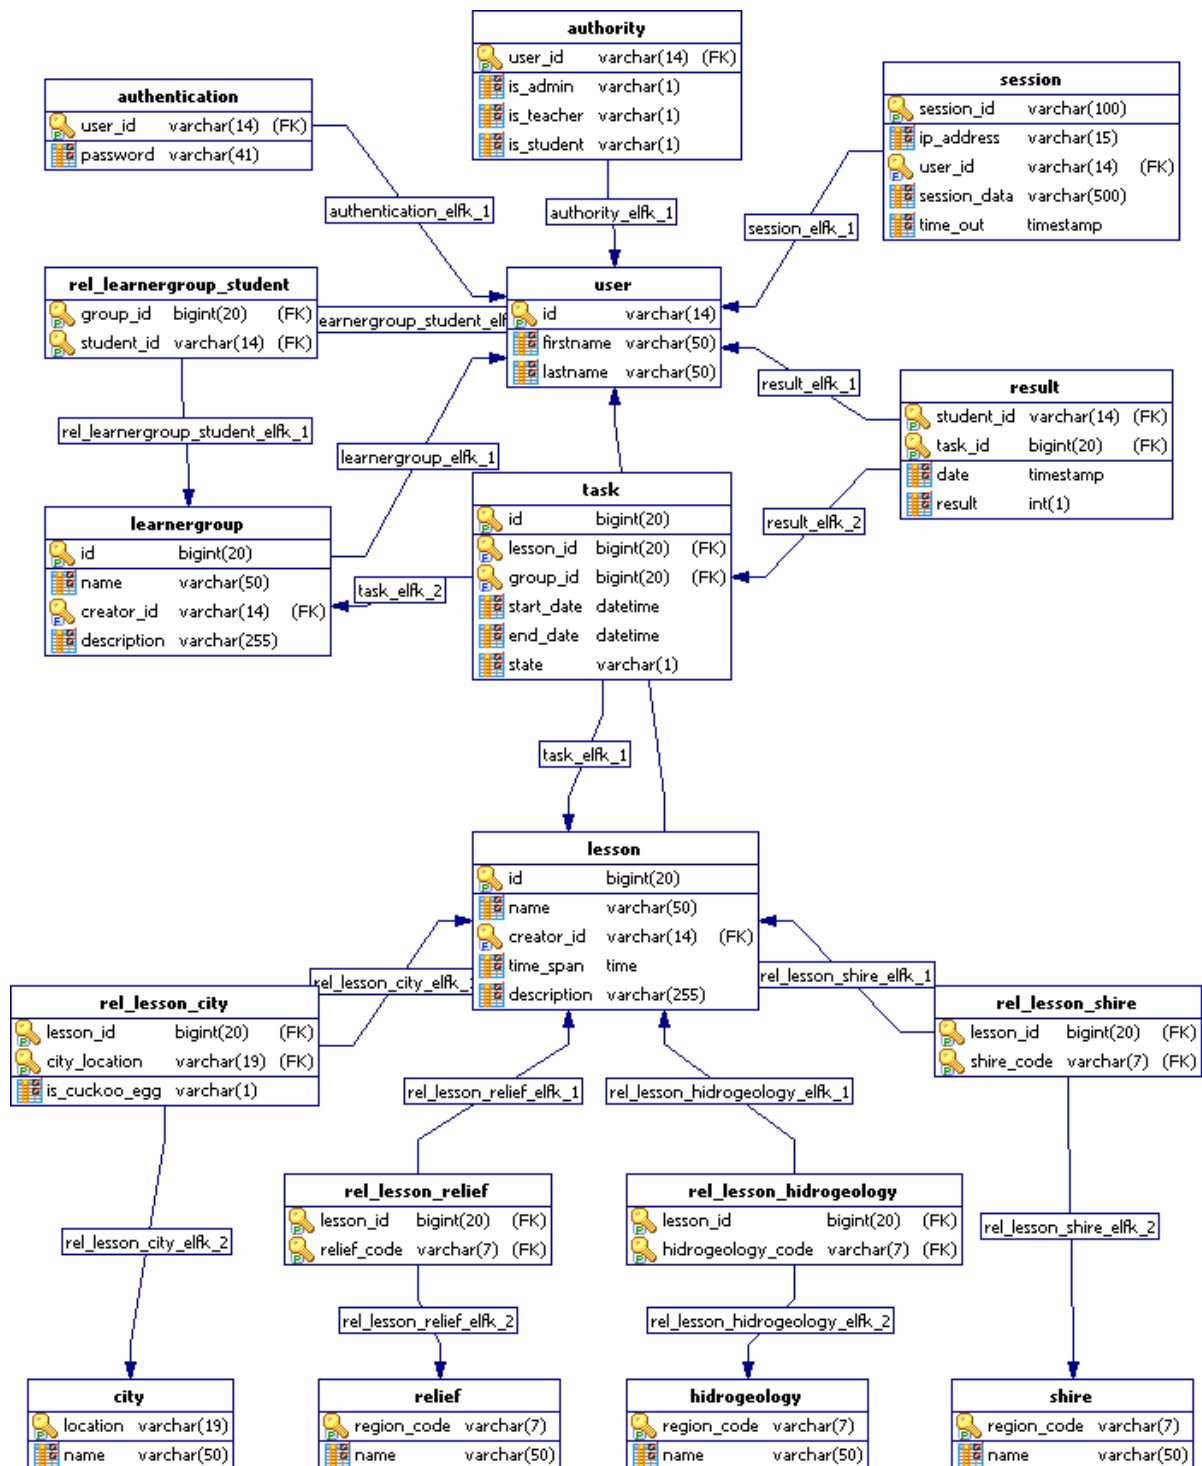 authority
user_id varchar(14) (FK)
is_admin varchar(1)
is_teacher varchar(1)
is_student varchar(1)
authentication
user_id varchar(14) (FK)
password varchar(41)
session
session_id varchar(100)
ip_address varchar(15)
user_id varchar(14) (FK)
session_data varchar(500)
time_out timestamp
authentication_elfk_1
authority_elfk_1
session_elfk_1
rel_learnergroup_student
group_id bigint(20) (FK)
student_id varchar(14) (FK)
earnergroup_student_elf
user
id varchar(14)
firstname varchar(50)
lastname varchar(50)
result_elfk_1
result
student_id varchar(14) (FK)
task_id bigint(20) (FK)
date timestamp
result int(1)
rel_learnergroup_student_elfk_1
learnergroup_elfk_1
result_elfk_2
learnergroup
id bigint(20)
name varchar(50)
creator_id varchar(14) (FK)
description varchar(255)
task_elfk_2
task
id bigint(20)
lesson_id bigint(20) (FK)
group_id bigint(20) (FK)
start_date datetime
end_date datetime
state varchar(1)
task_elfk_1
lesson
id bigint(20)
name varchar(50)
creator_id varchar(14) (FK)
time_span time
description varchar(255)
rel_lesson_city_elfk_1
rel_lesson_shire_elfk_1
rel_lesson_city
lesson_id bigint(20) (FK)
city_location varchar(19) (FK)
is_cuckoo_egg varchar(1)
rel_lesson_shire
lesson_id bigint(20) (FK)
shire_code varchar(7) (FK)
rel_lesson_relief_elfk_1
rel_lesson_hidrogeology_elfk_1
rel_lesson_relief
lesson_id bigint(20) (FK)
relief_code varchar(7) (FK)
rel_lesson_hidrogeology
lesson_id bigint(20) (FK)
hidrogeology_code varchar(7) (FK)
rel_lesson_city_elfk_2
rel_lesson_shire_elfk_2
rel_lesson_relief_elfk_2
rel_lesson_hidrogeology_elfk_2
city
location varchar(19)
name varchar(50)
relief
region_code varchar(7)
name varchar(50)
hidrogeology
region_code varchar(7)
name varchar(50)
shire
region_code varchar(7)
name varchar(50)